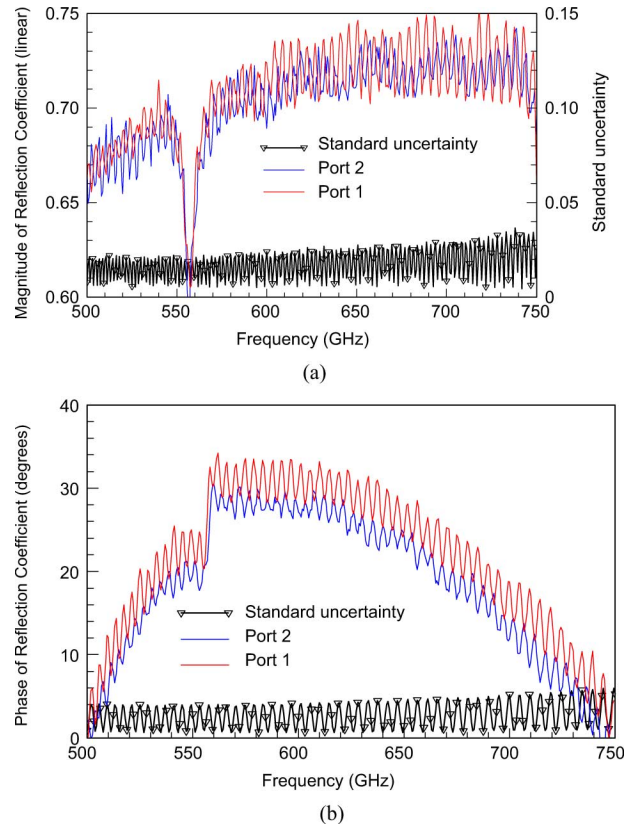 0.75
0.70
0.65
0.60
Magnitude of Reflection Coefficient (linear)
0.15
0.10
0.05
0
Standard uncertainty
Standard uncertainty
Port 2
Port 1
500 550 600 650 700 750
Frequency (GHz)
(a)
40
30
20
10
0
Phase of Reflection Coefficient (degrees)
Standard uncertainty
Port 2
Port 1
500 550 600 650 700 750
Frequency (GHz)
(b)